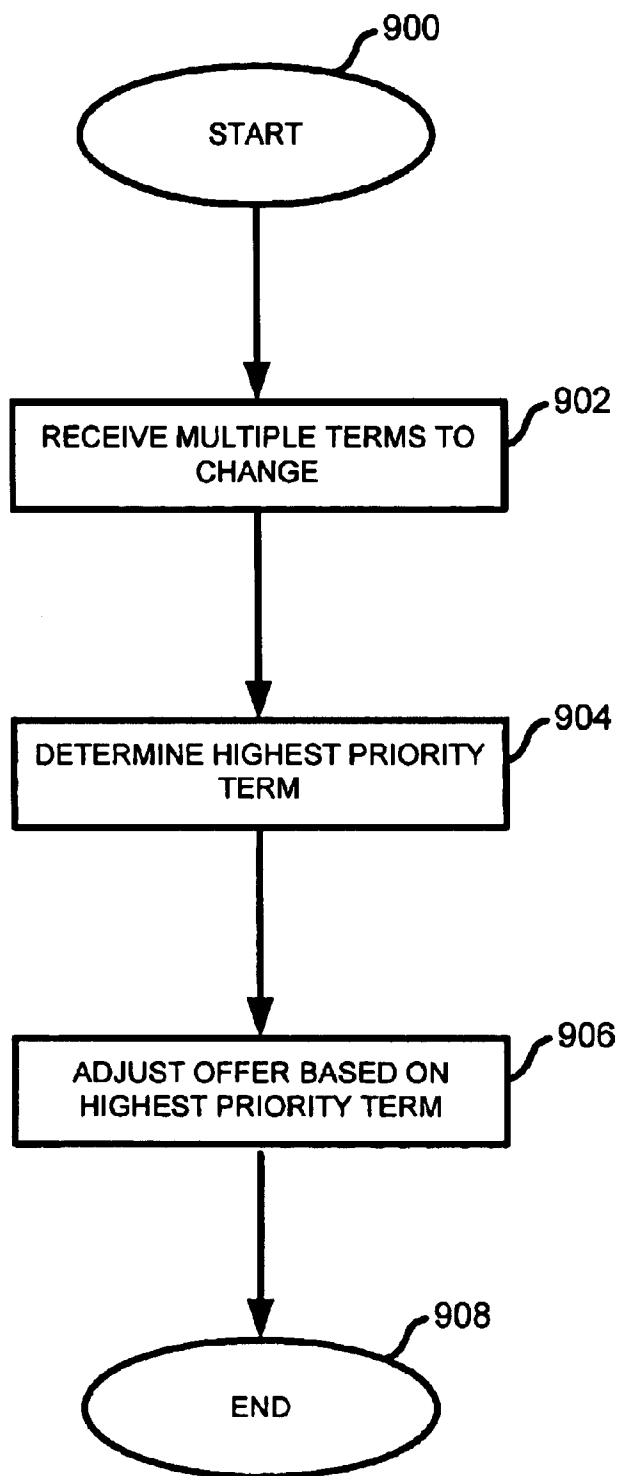 900
START
902
RECEIVE MULTIPLE TERMS TO
CHANGE
904
DETERMINE HIGHEST PRIORITY
TERM
906
ADJUST OFFER BASED ON
HIGHEST PRIORITY TERM
908
END